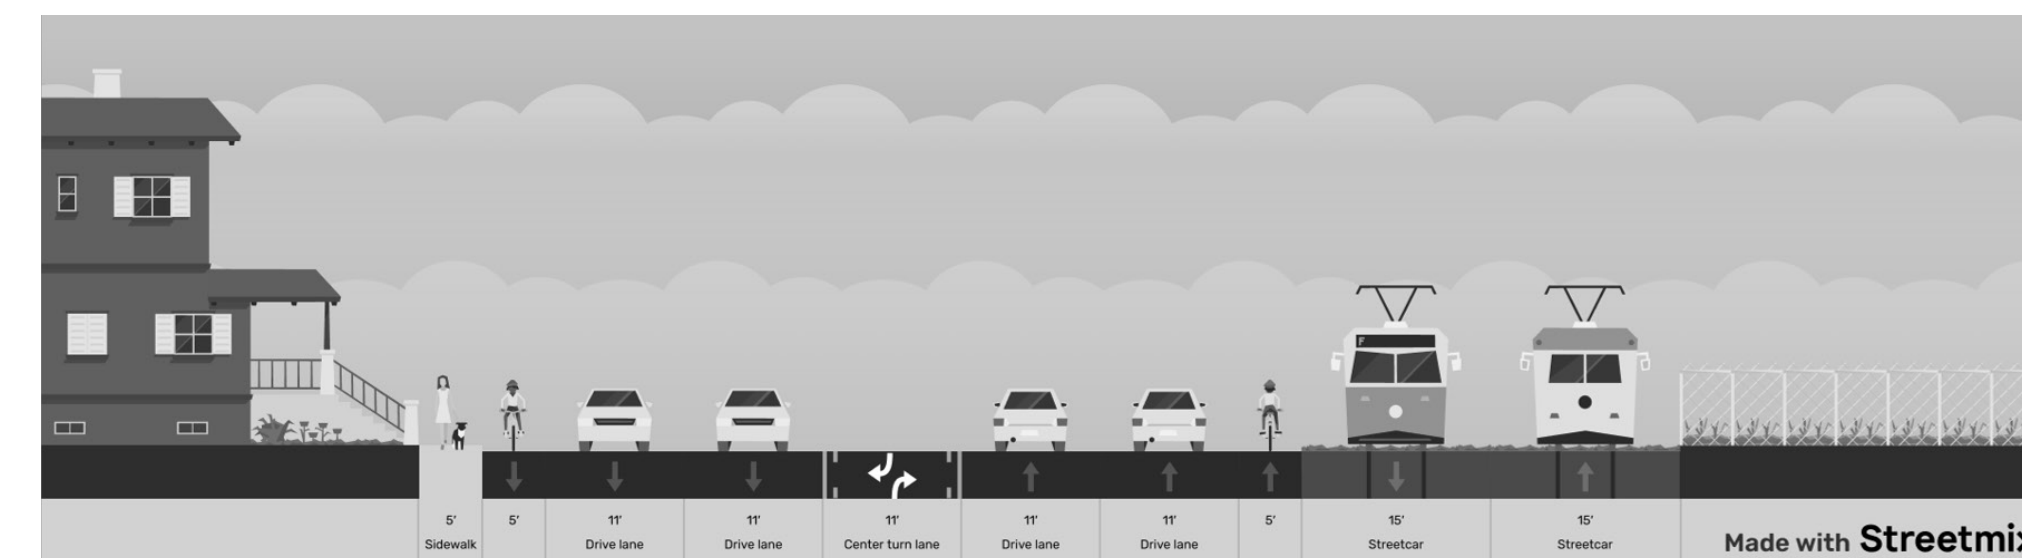 F
5' 5' 11' 11' 11' 11' 11' 5' 15' 15'
Sidewalk Drive lane Drive lane Center turn lane Drive lane Drive lane Streetcar Streetcar
Made with Streetmix